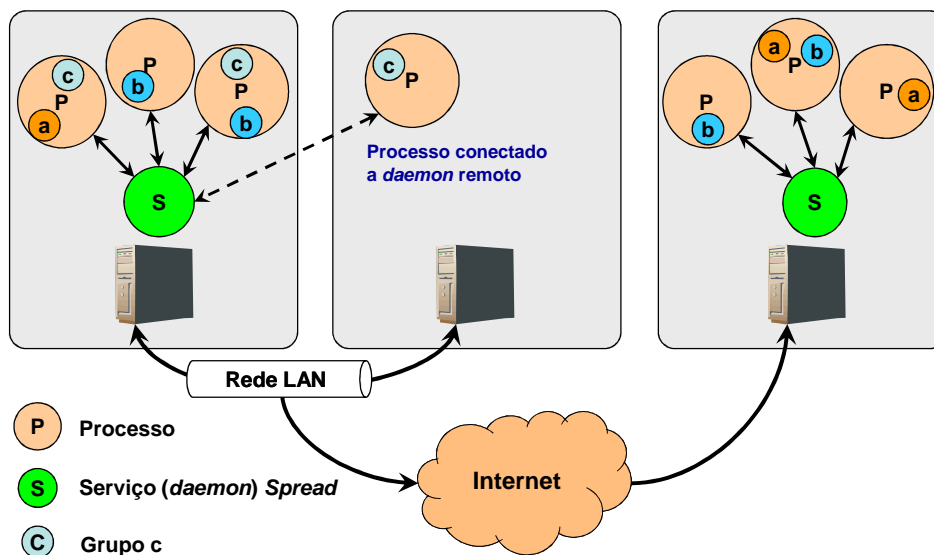 c
P
a
P
b
c
P
b
S
c
P
Processo conectado
a daemon remoto
P
b
a
P
b
P
a
S
Rede LAN
Internet
P
Processo
S
Serviço (daemon) Spread
C
Grupo c